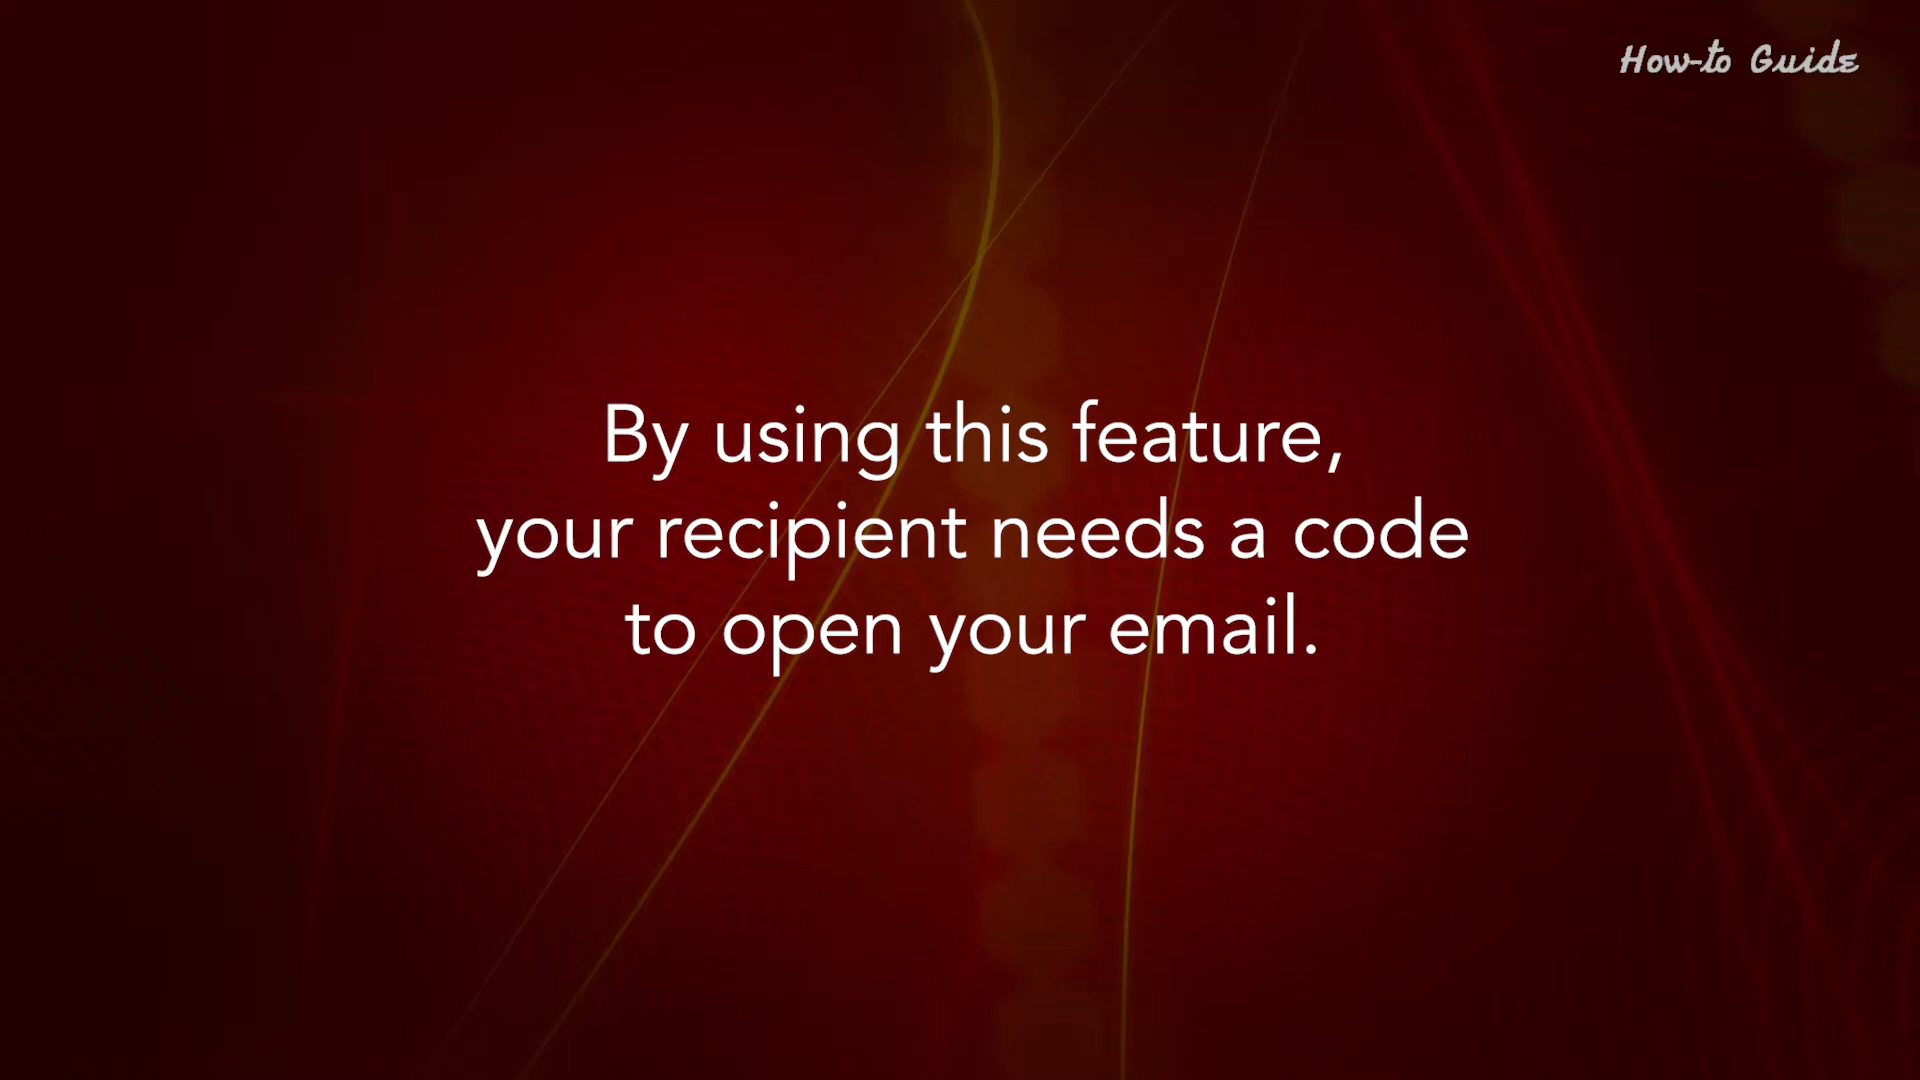 How-to Guide
By using this feature,
your recipient needs a code
to open your email.